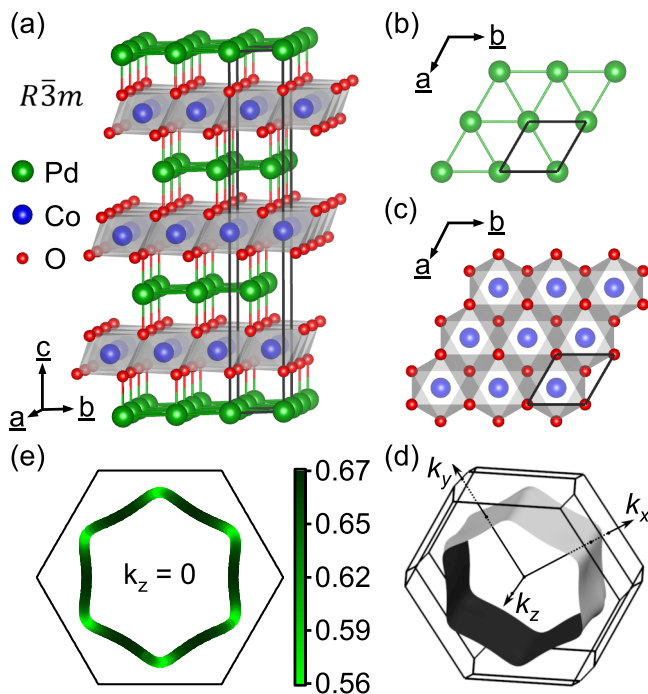 (a)
R3̅m
Pd
Co
O
c
a
b
(b)
b
a
(c)
b
a
(e)
k_z = 0
0.67
0.65
0.62
0.59
0.56
(d)
k_y
k_x
k_z